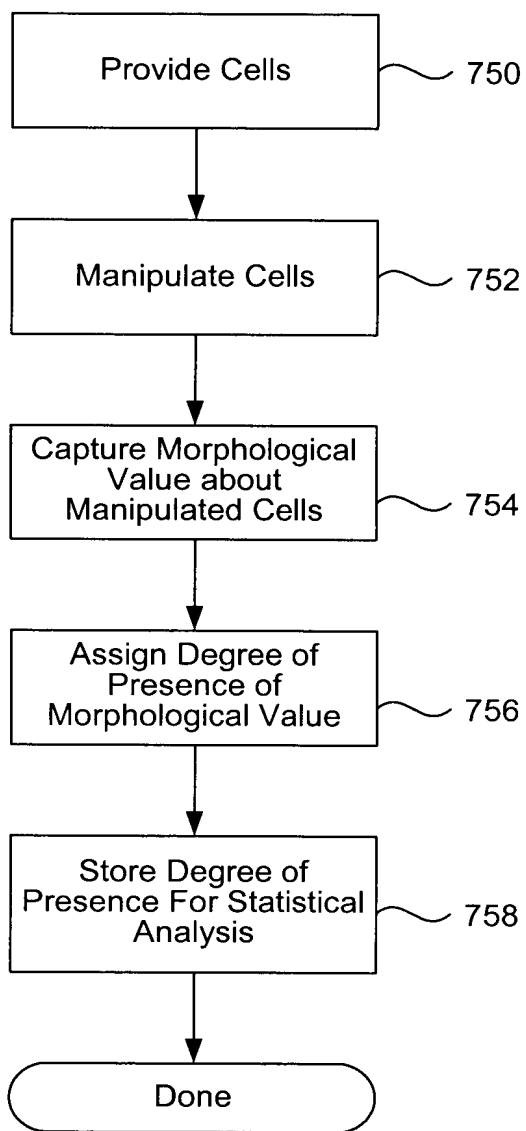 Provide Cells
750
Manipulate Cells
752
Capture Morphological
Value about
Manipulated Cells
754
Assign Degree of
Presence of
Morphological Value
756
Store Degree of
Presence For Statistical
Analysis
758
Done